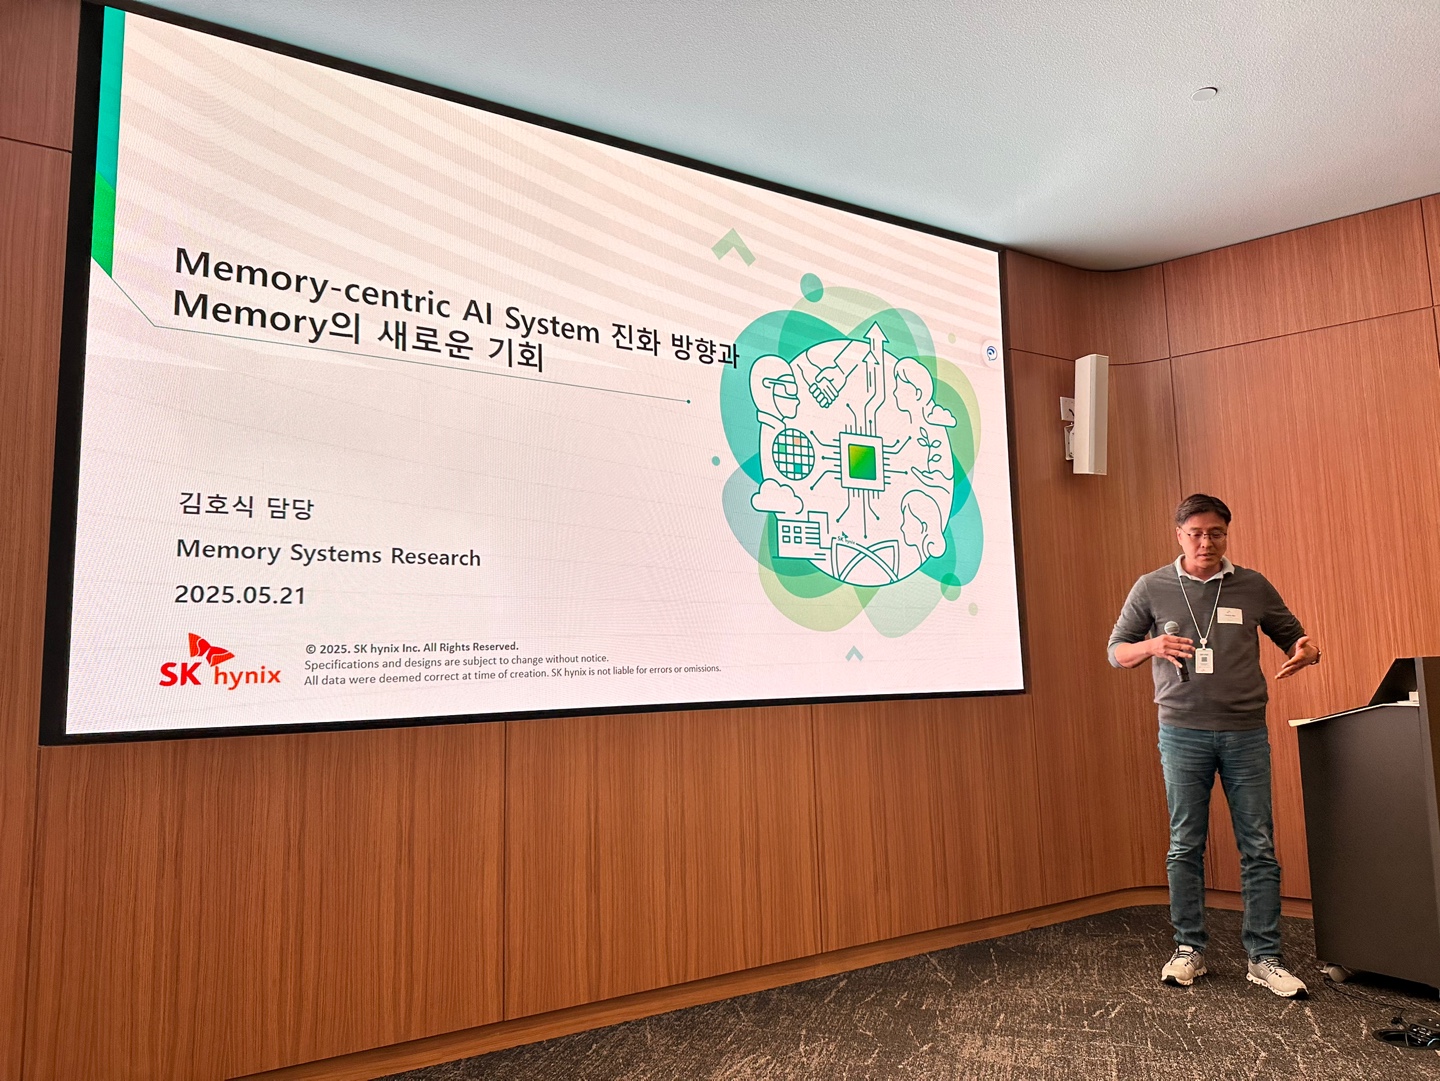 Memory-centric AI System 진화 방향과
Memory의 새로운 기회
김호식 담당
Memory Systems Research
2025.05.21
SK hynix
© 2025. SK hynix Inc. All Rights Reserved.
Specifications and designs are subject to change without notice.
All data were deemed correct at time of creation. SK hynix is not liable for errors or omissions.
SK hynix